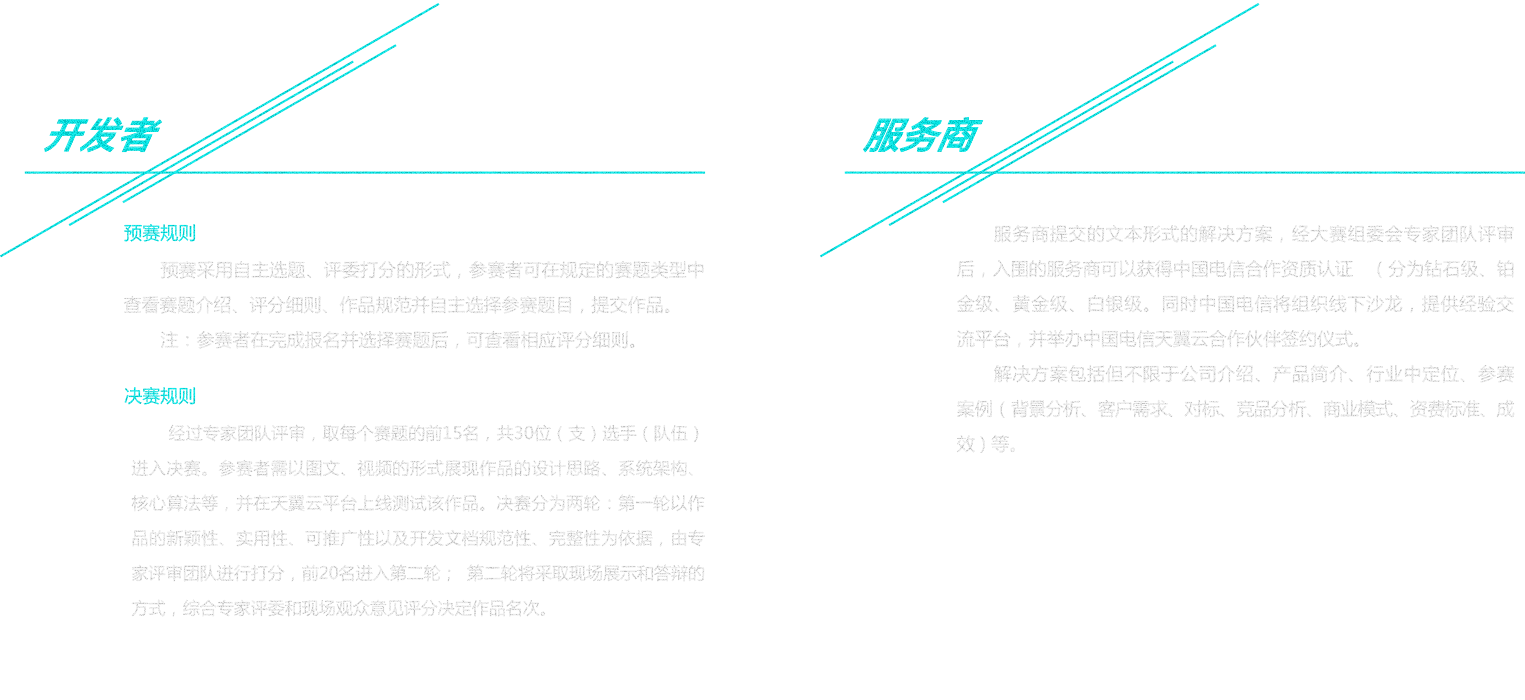 开发者
预赛规则
预赛采用自主选题、评委打分的形式，参赛者可在规定的赛题类型中
查看赛题介绍、评分细则、作品规范并自主选择参赛题目，提交作品。
注：参赛者在完成报名并选择赛题后，可查看相应评分细则。
决赛规则
经过专家团队评审，取每个赛题的前15名，共30位（支）选手（队伍）
进入决赛。参赛者需以图文、视频的形式展现作品的设计思路、系统架构、
核心算法等，并在天翼云平台上线测试该作品。决赛分为两轮：第一轮以作
品的新颖性、实用性、可推广性以及开发文档规范性、完整性为依据，由专
家评审团队进行打分，前20名进入第二轮； 第二轮将采取现场展示和答辩的
方式，综合专家评委和现场观众意见评分决定作品名次。
服务商
服务商提交的文本形式的解决方案，经大赛组委会专家团队评审
后，入围的服务商可以获得中国电信合作资质认证 （分为钻石级、铂
金级、黄金级、白银级。同时中国电信将组织线下沙龙，提供经验交
流平台，并举办中国电信天翼云合作伙伴签约仪式。
解决方案包括但不限于公司介绍、产品简介、行业中定位、参赛
案例（背景分析、客户需求、对标、竞品分析、商业模式、资费标准、成
效）等。